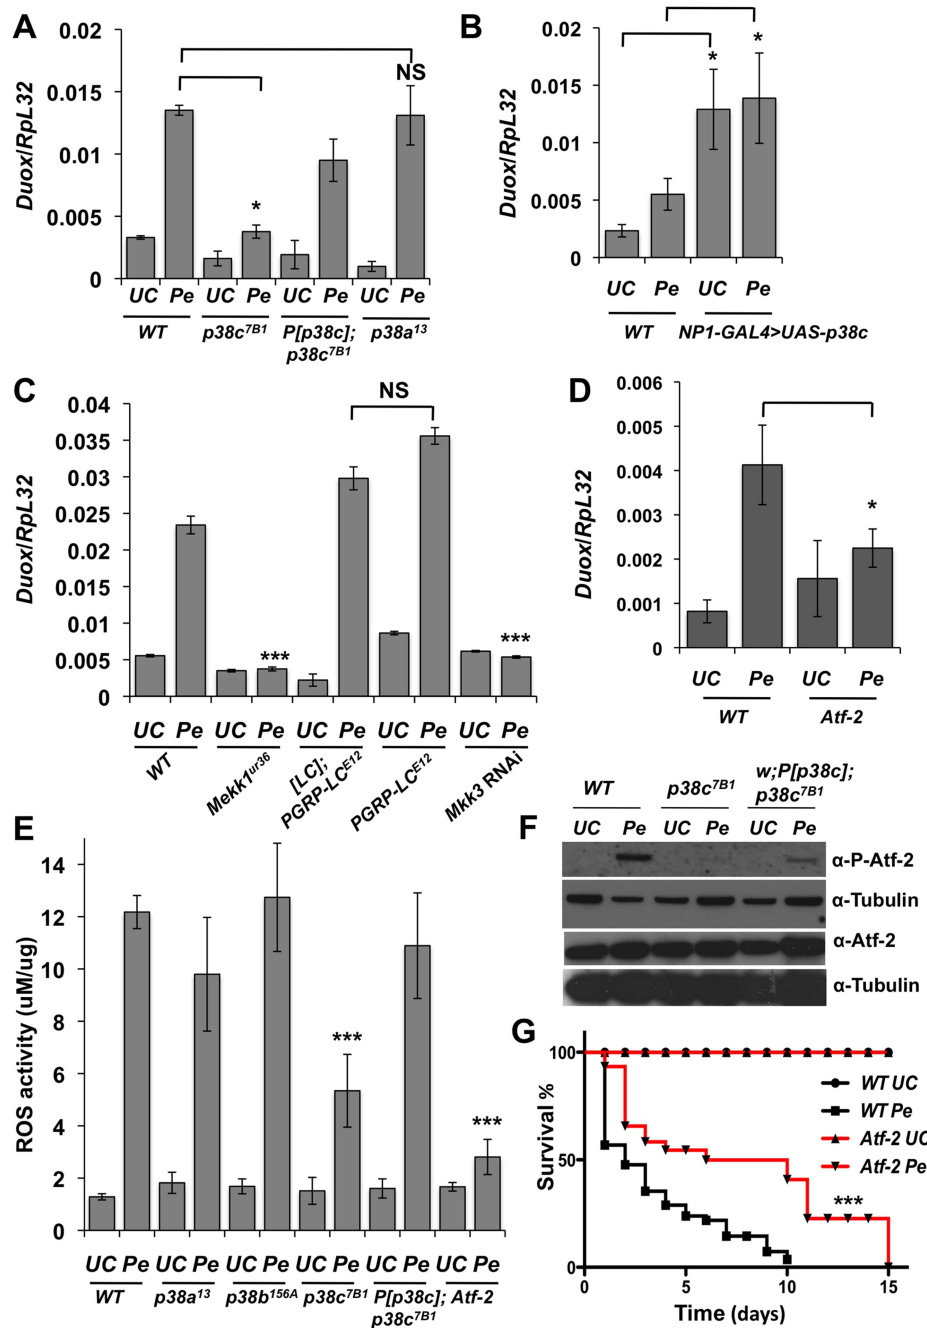 A
Duox/RpL32
0.02
0.015
0.01
0.005
0
NS
*
UC Pe UC Pe UC Pe UC Pe
WT p38c7B1 P[p38c]; p38a13
p38c7B1
B
Duox/RpL32
0.02
0.015
0.01
0.005
0
* *
UC Pe UC Pe
WT NP1-GAL4>UAS-p38c
C
Duox/RpL32
0.04
0.035
0.03
0.025
0.02
0.015
0.01
0.005
0
NS
*** ***
UC Pe UC Pe UC Pe UC Pe UC Pe
WT
Mekk1ur36
[LC];
PGRP-LCE12
PGRP-LCE12
Mkk3 RNAi
D
Duox/RpL32
0.006
0.005
0.004
0.002
0.001
0
*
UC Pe UC Pe
WT Atf-2
E
ROS activity (uM/ug)
14
12
10
8
6
4
2
0
***
***
UC Pe UC Pe UC Pe UC Pe UC Pe UC Pe
WT p38a13 p38b156A p38c7B1 P[p38c]; Atf-2
p38c7B1
F
WT p38c7B1 w;P[p38c];
p38c7B1
UC Pe UC Pe UC Pe
α-P-Atf-2
α-Tubulin
α-Atf-2
α-Tubulin
G
Survival %
100
50
0
0 5 10 15
Time (days)
WT UC
WT Pe
Atf-2 UC
Atf-2 Pe
***